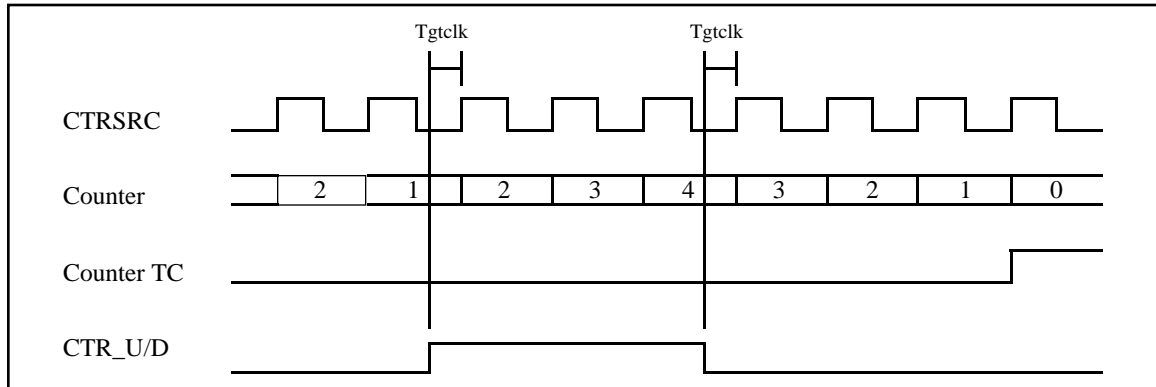 Tgtclk Tgtclk
CTRSRC
Counter 2 1 2 3 4 3 2 1 0
Counter TC
CTR_U/D